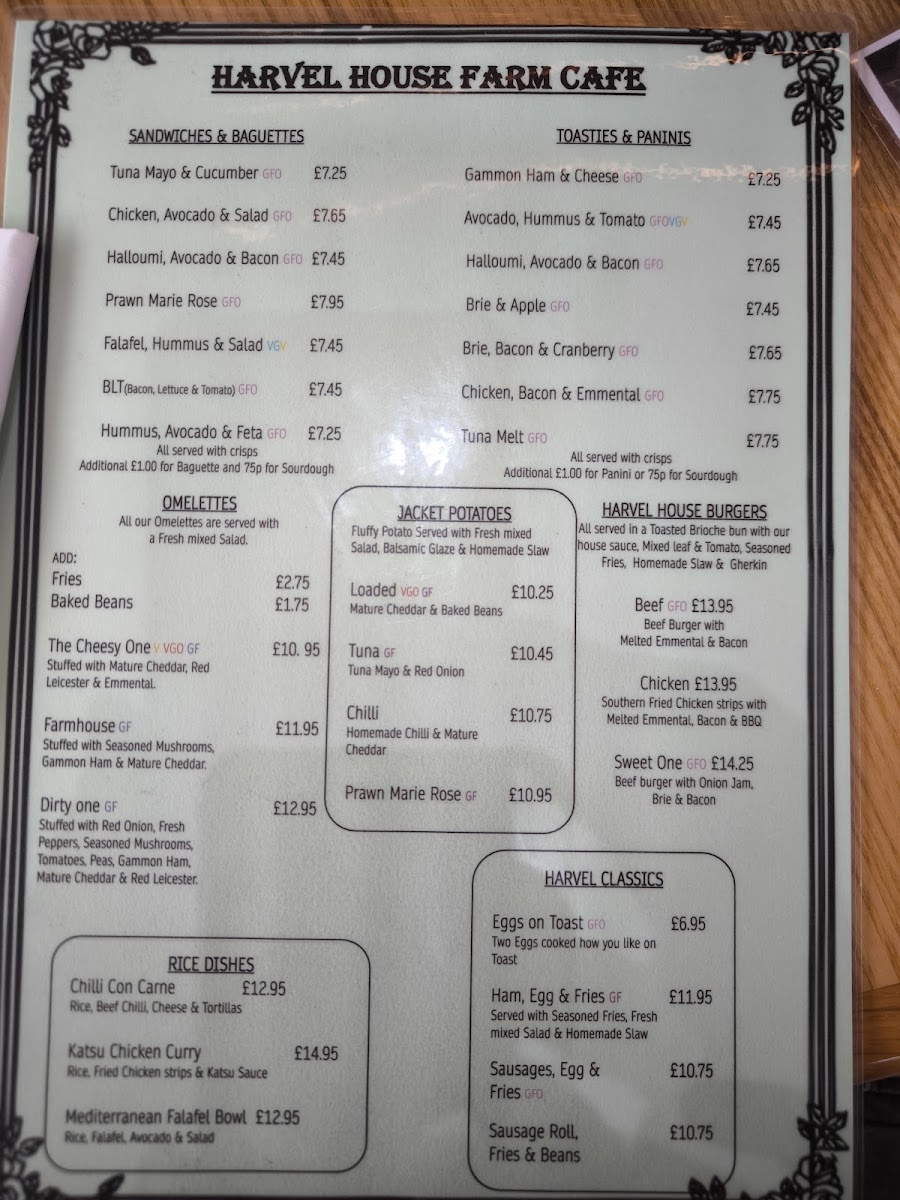 HARVEL HOUSE FARM CAFE
SANDWICHES & BAGUETTES
Tuna Mayo & Cucumber GFO £7.25
Chicken, Avocado & Salad GFO £7.65
Halloumi, Avocado & Bacon GFO £7.45
Prawn Marie Rose GFO £7.95
Falafel, Hummus & Salad VGV £7.45
BLT(Bacon, Lettuce & Tomato) GFO £7.45
Hummus, Avocado & Feta GFO £7.25
All served with crisps
Additional £1.00 for Baguette and 75p for Sourdough
TOASTIES & PANINIS
Gammon Ham & Cheese GFO £7.25
Avocado, Hummus & Tomato GFOVGV £7.45
Halloumi, Avocado & Bacon GFO £7.65
Brie & Apple GFO £7.45
Brie, Bacon & Cranberry GFO £7.65
Chicken, Bacon & Emmental GFO £7.75
Tuna Melt GFO £7.75
All served with crisps
Additional £1.00 for Panini or 75p for Sourdough
OMELETTES
All our Omelettes are served with
a Fresh mixed Salad.
ADD:
Fries £2.75
Baked Beans £1.75
The Cheesy One V VGO GF £10. 95
Stuffed with Mature Cheddar, Red
Leicester & Emmental.
Farmhouse GF £11.95
Stuffed with Seasoned Mushrooms,
Gammon Ham & Mature Cheddar.
Dirty one GF £12.95
Stuffed with Red Onion, Fresh
Peppers, Seasoned Mushrooms,
Tomatoes, Peas, Gammon Ham,
Mature Cheddar & Red Leicester.
JACKET POTATOES
Fluffy Potato Served with Fresh mixed
Salad, Balsamic Glaze & Homemade Slaw
Loaded VGO GF £10.25
Mature Cheddar & Baked Beans
Tuna GF £10.45
Tuna Mayo & Red Onion
Chilli £10.75
Homemade Chilli & Mature
Cheddar
Prawn Marie Rose GF £10.95
HARVEL HOUSE BURGERS
All served in a Toasted Brioche bun with our
house sauce, Mixed leaf & Tomato, Seasoned
Fries, Homemade Slaw & Gherkin
Beef GFO £13.95
Beef Burger with
Melted Emmental & Bacon
Chicken £13.95
Southern Fried Chicken strips with
Melted Emmental, Bacon & BBQ
Sweet One GFO £14.25
Beef burger with Onion Jam,
Brie & Bacon
RICE DISHES
Chilli Con Carne £12.95
Rice, Beef Chilli, Cheese & Tortillas
Katsu Chicken Curry £14.95
Rice, Fried Chicken strips & Katsu Sauce
Mediterranean Falafel Bowl £12.95
Rice, Falafel, Avocado & Salad
HARVEL CLASSICS
Eggs on Toast GFO £6.95
Two Eggs cooked how you like on
Toast
Ham, Egg & Fries GF £11.95
Served with Seasoned Fries, Fresh
mixed Salad & Homemade Slaw
Sausages, Egg & £10.75
Fries GFO
Sausage Roll, £10.75
Fries & Beans